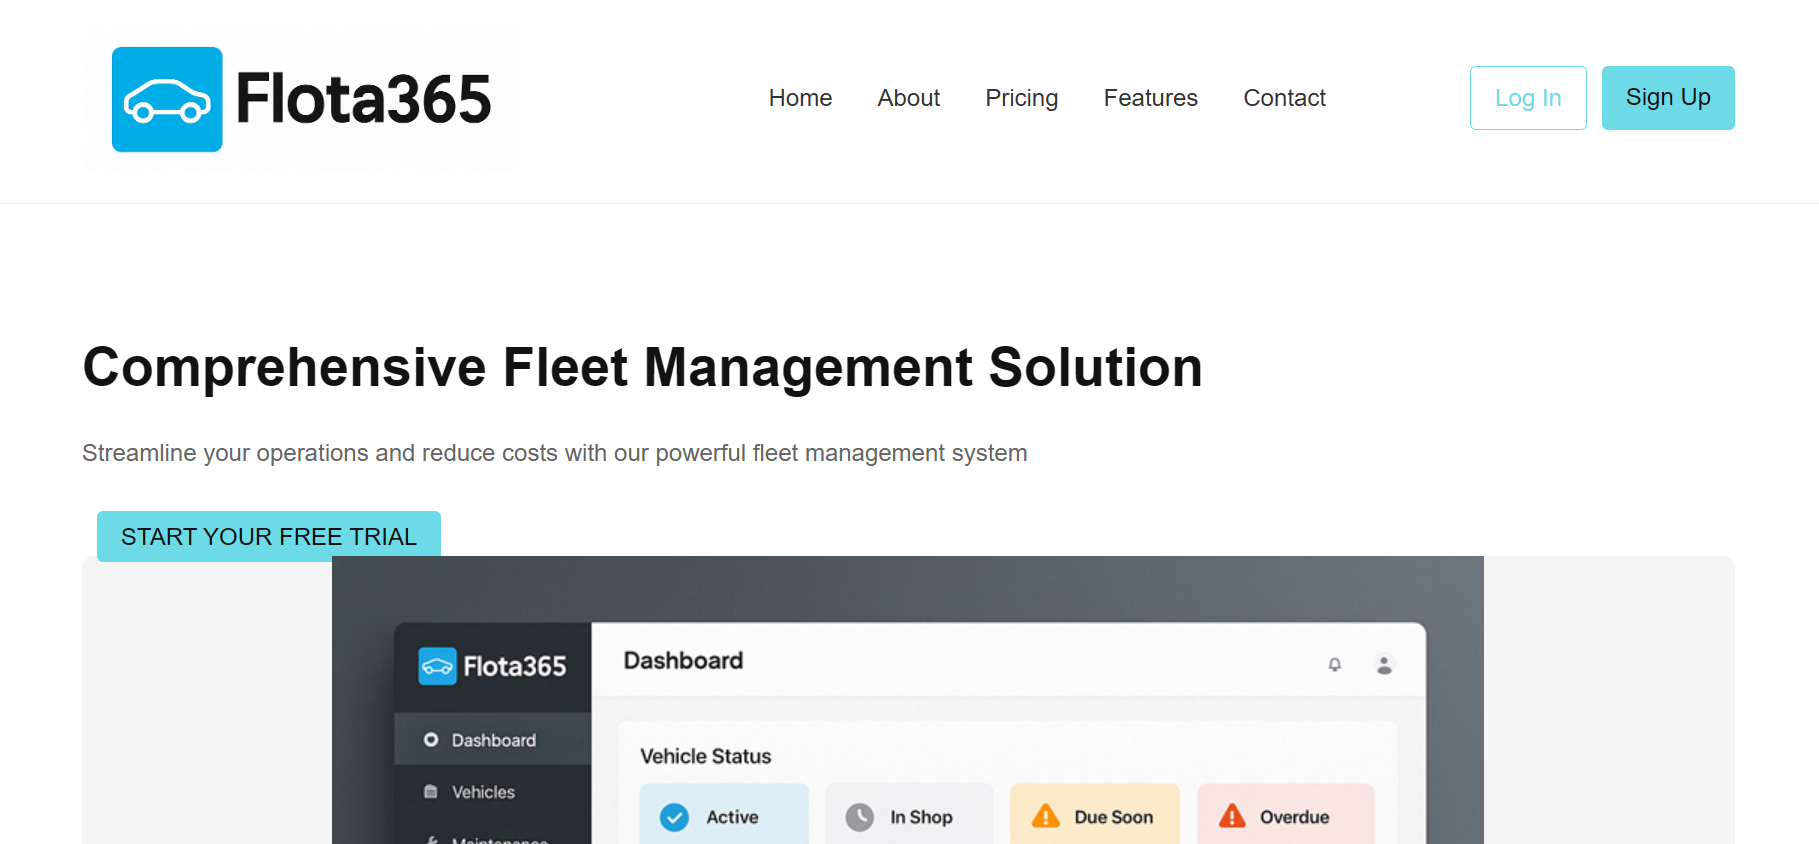 Flota365
Home About Pricing Features Contact Log In Sign Up
Comprehensive Fleet Management Solution
Streamline your operations and reduce costs with our powerful fleet management system
START YOUR FREE TRIAL
Flota365
Dashboard
Dashboard
Vehicles
Maintenance
Vehicle Status
Active In Shop Due Soon Overdue